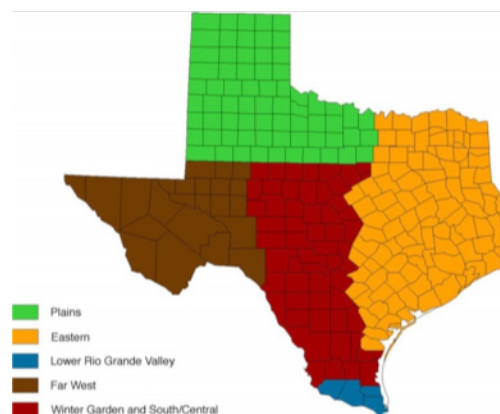 Plains
Eastern
Lower Rio Grande Valley
Far West
Winter Garden and South/Central